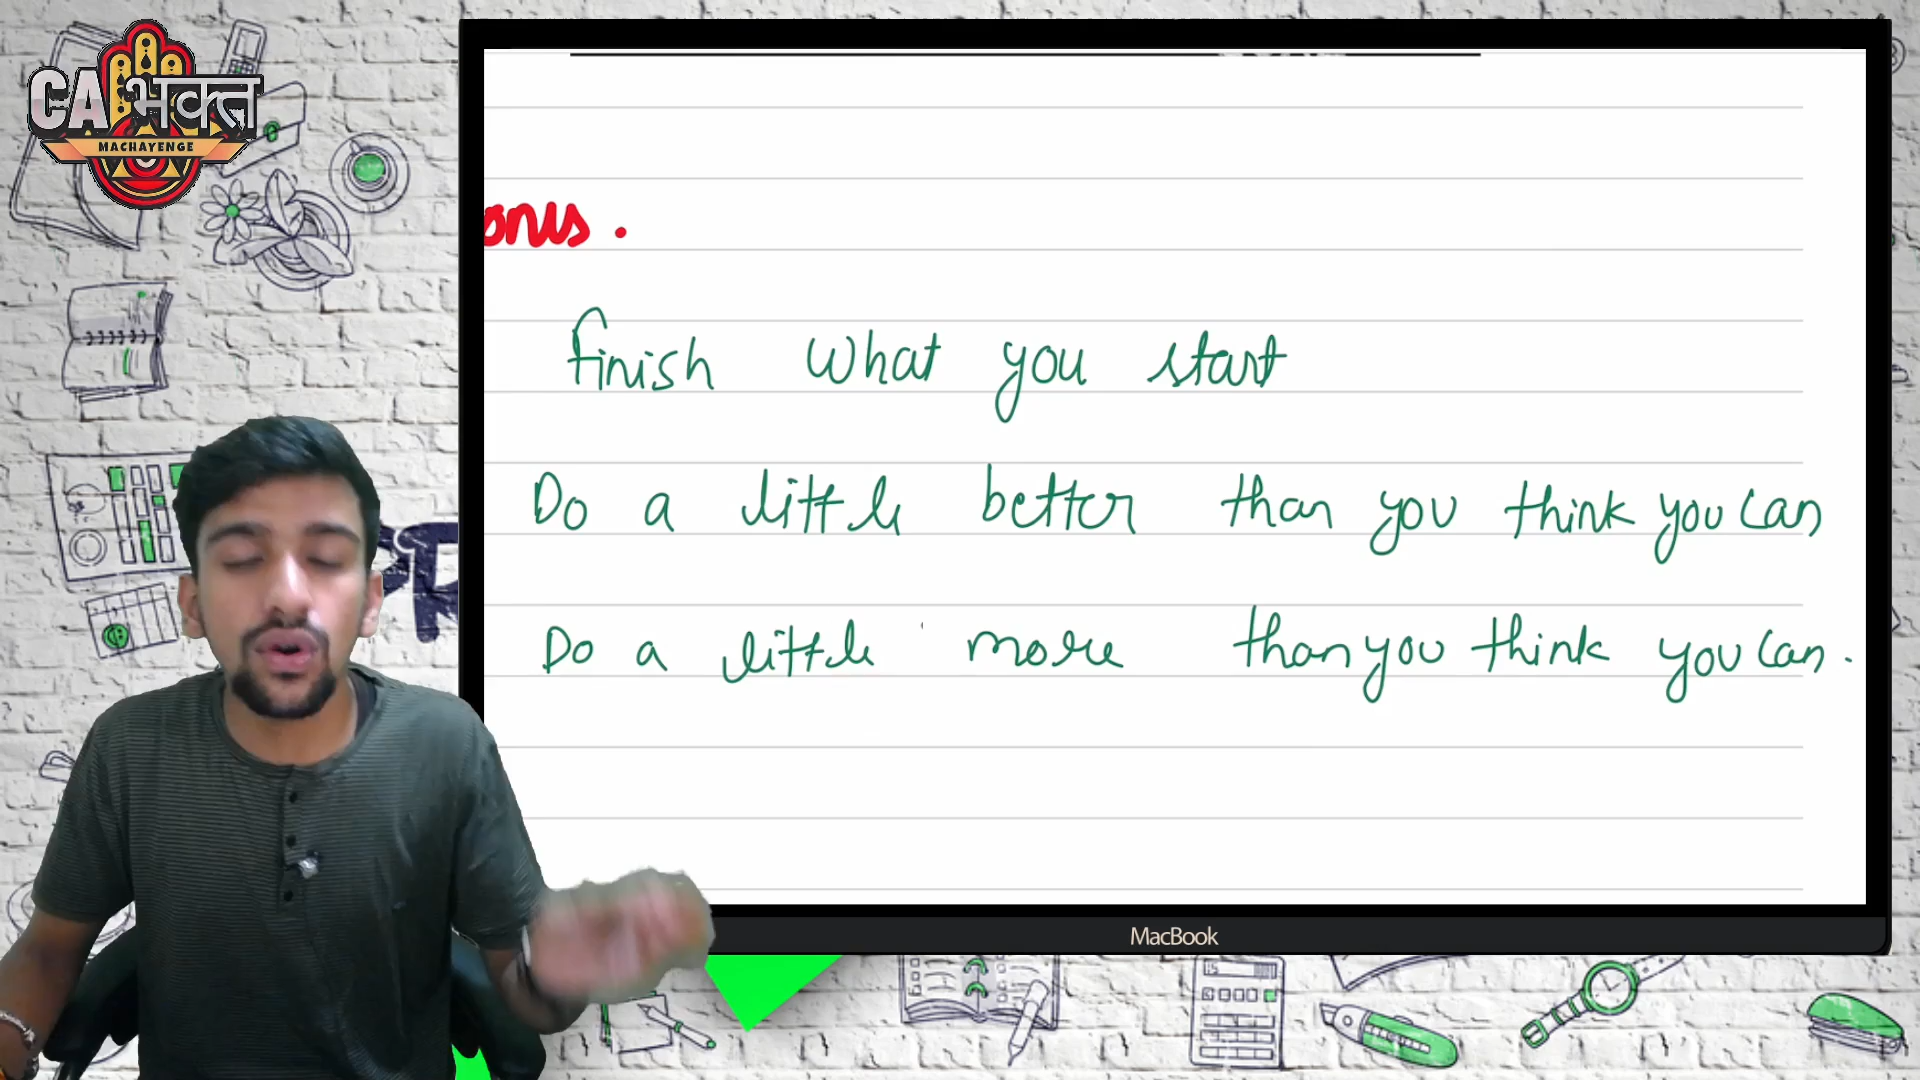 CA भक्त
MACHAYENGE
onus.
Finish what you start
Do a little better than you think you can
Do a little more than you think you can.
MacBook